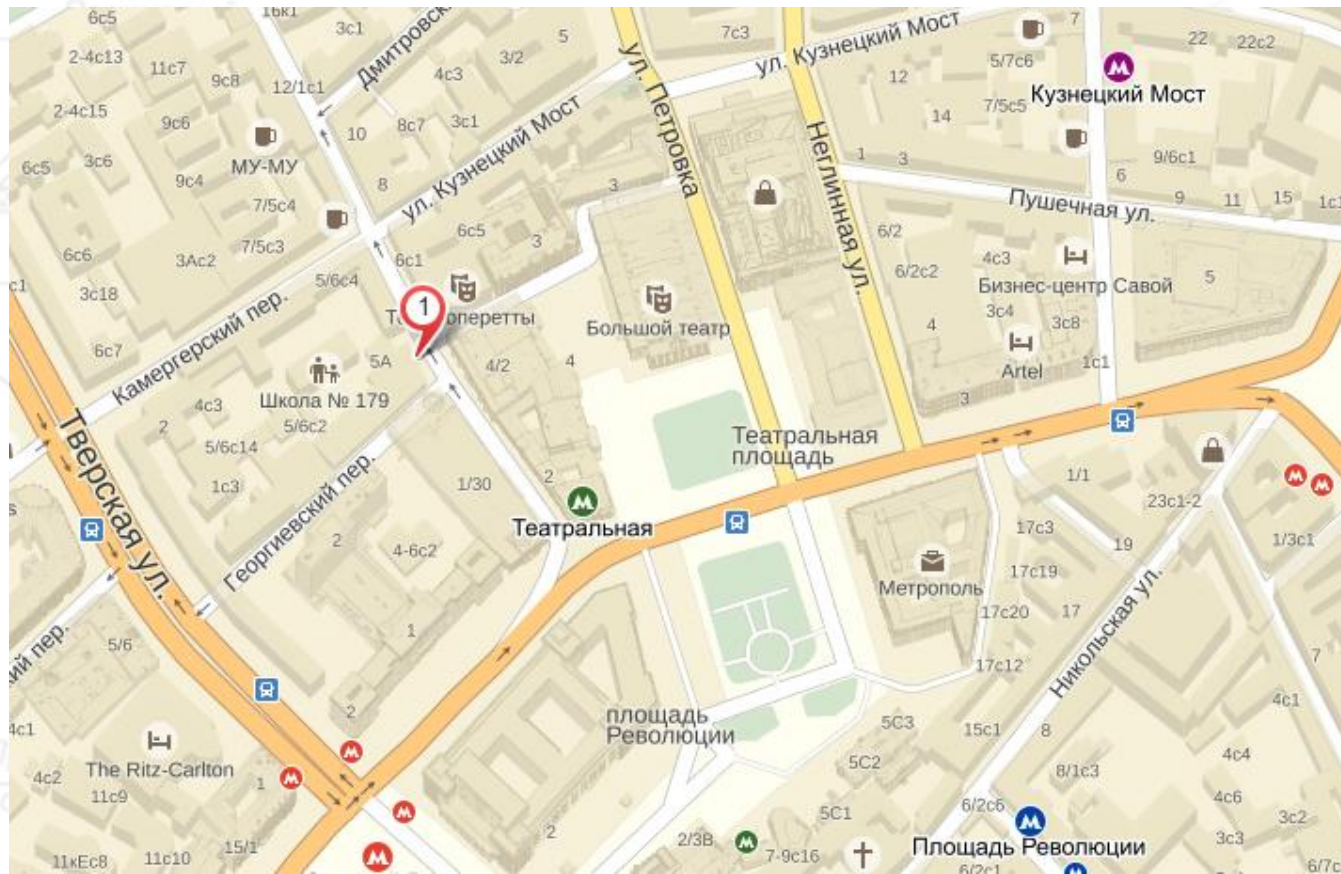 6с5
16к1
3с1
5
7с3
ул. Кузнецкий Мост
7
22
22с2
2-4с13
11с7
9с8
12/1с1
Дмитровск
4с3
3/2
ул. Петровка
12
5/7с6
Кузнецкий Мост
2-4с15
9с6
10
8с7
3с1
14
7/5с5
6с5
3с6
МУ-МУ
9с4
8
ул. Кузнецкий Мост
3
Неглинная ул.
1
3
9/6с1
6
7/5с4
Пушечная ул.
9
11
15
1с1
6с6
3Ас2
7/5с3
6с5
3
6/2
с1
3с18
5/6с4
6с1
6/2с2
4с3
Бизнес-центр Савой
5
1
оперетты
Большой театр
3с4
3с8
6с7
Камергерский пер.
5А
4/2
4
4
Artel
1с1
Школа № 179
4с3
2
5/6с2
3
5/6с14
Тверская ул.
Театральная
площадь
1с3
Георгиевский пер.
1/30
2
1/1
23с1-2
Театральная
17с3
19
1/3с1
2
4-6с2
Метрополь
17с19
17с20
17
Никольская ул.
ий пер.
5/6
1
17с12
7
4с1
2
площадь
Революции
5С3
15с1
8
4с1
The Ritz-Carlton
1
5С2
8/1с3
4с4
4с2
11с9
5С1
6/2с6
4с6
3с2
15/1
2
2/3В
7-9с16
Площадь Революции
3с3
11кЕс8
11с10
6/2с1
6/7с